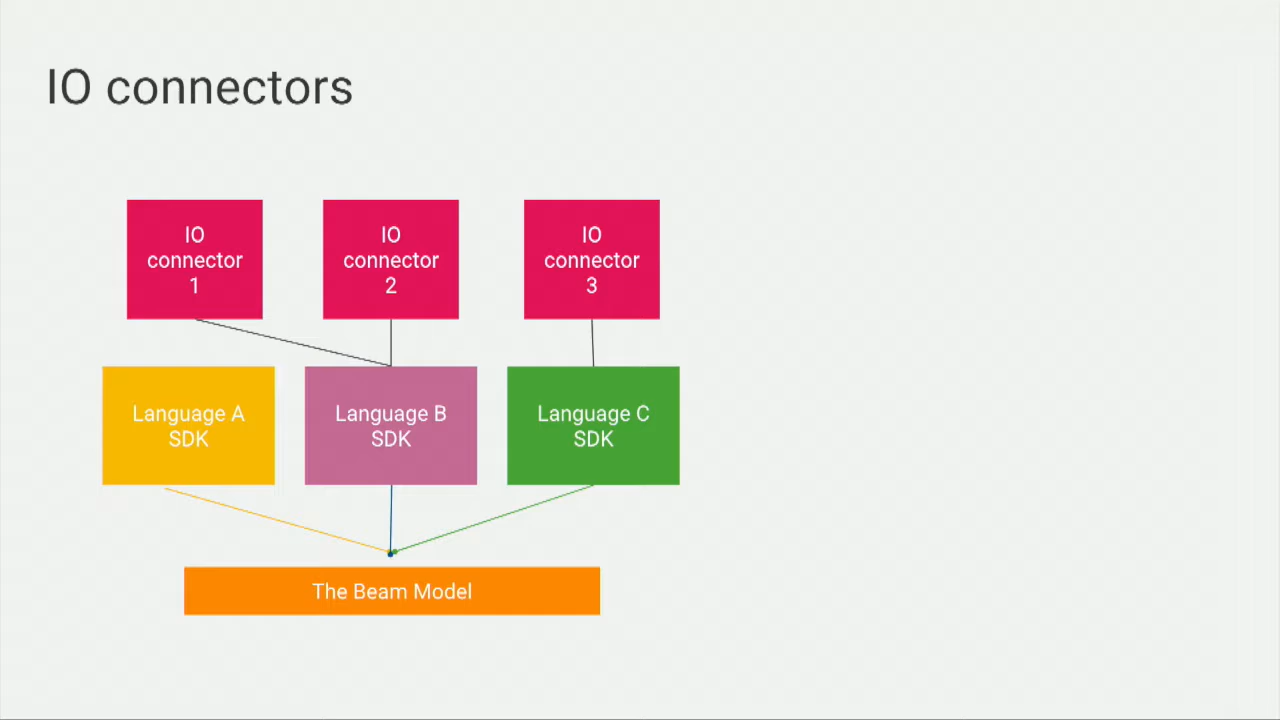 IO connectors
IO
connector
1
IO
connector
2
IO
connector
3
Language A
SDK
Language B
SDK
Language C
SDK
The Beam Model